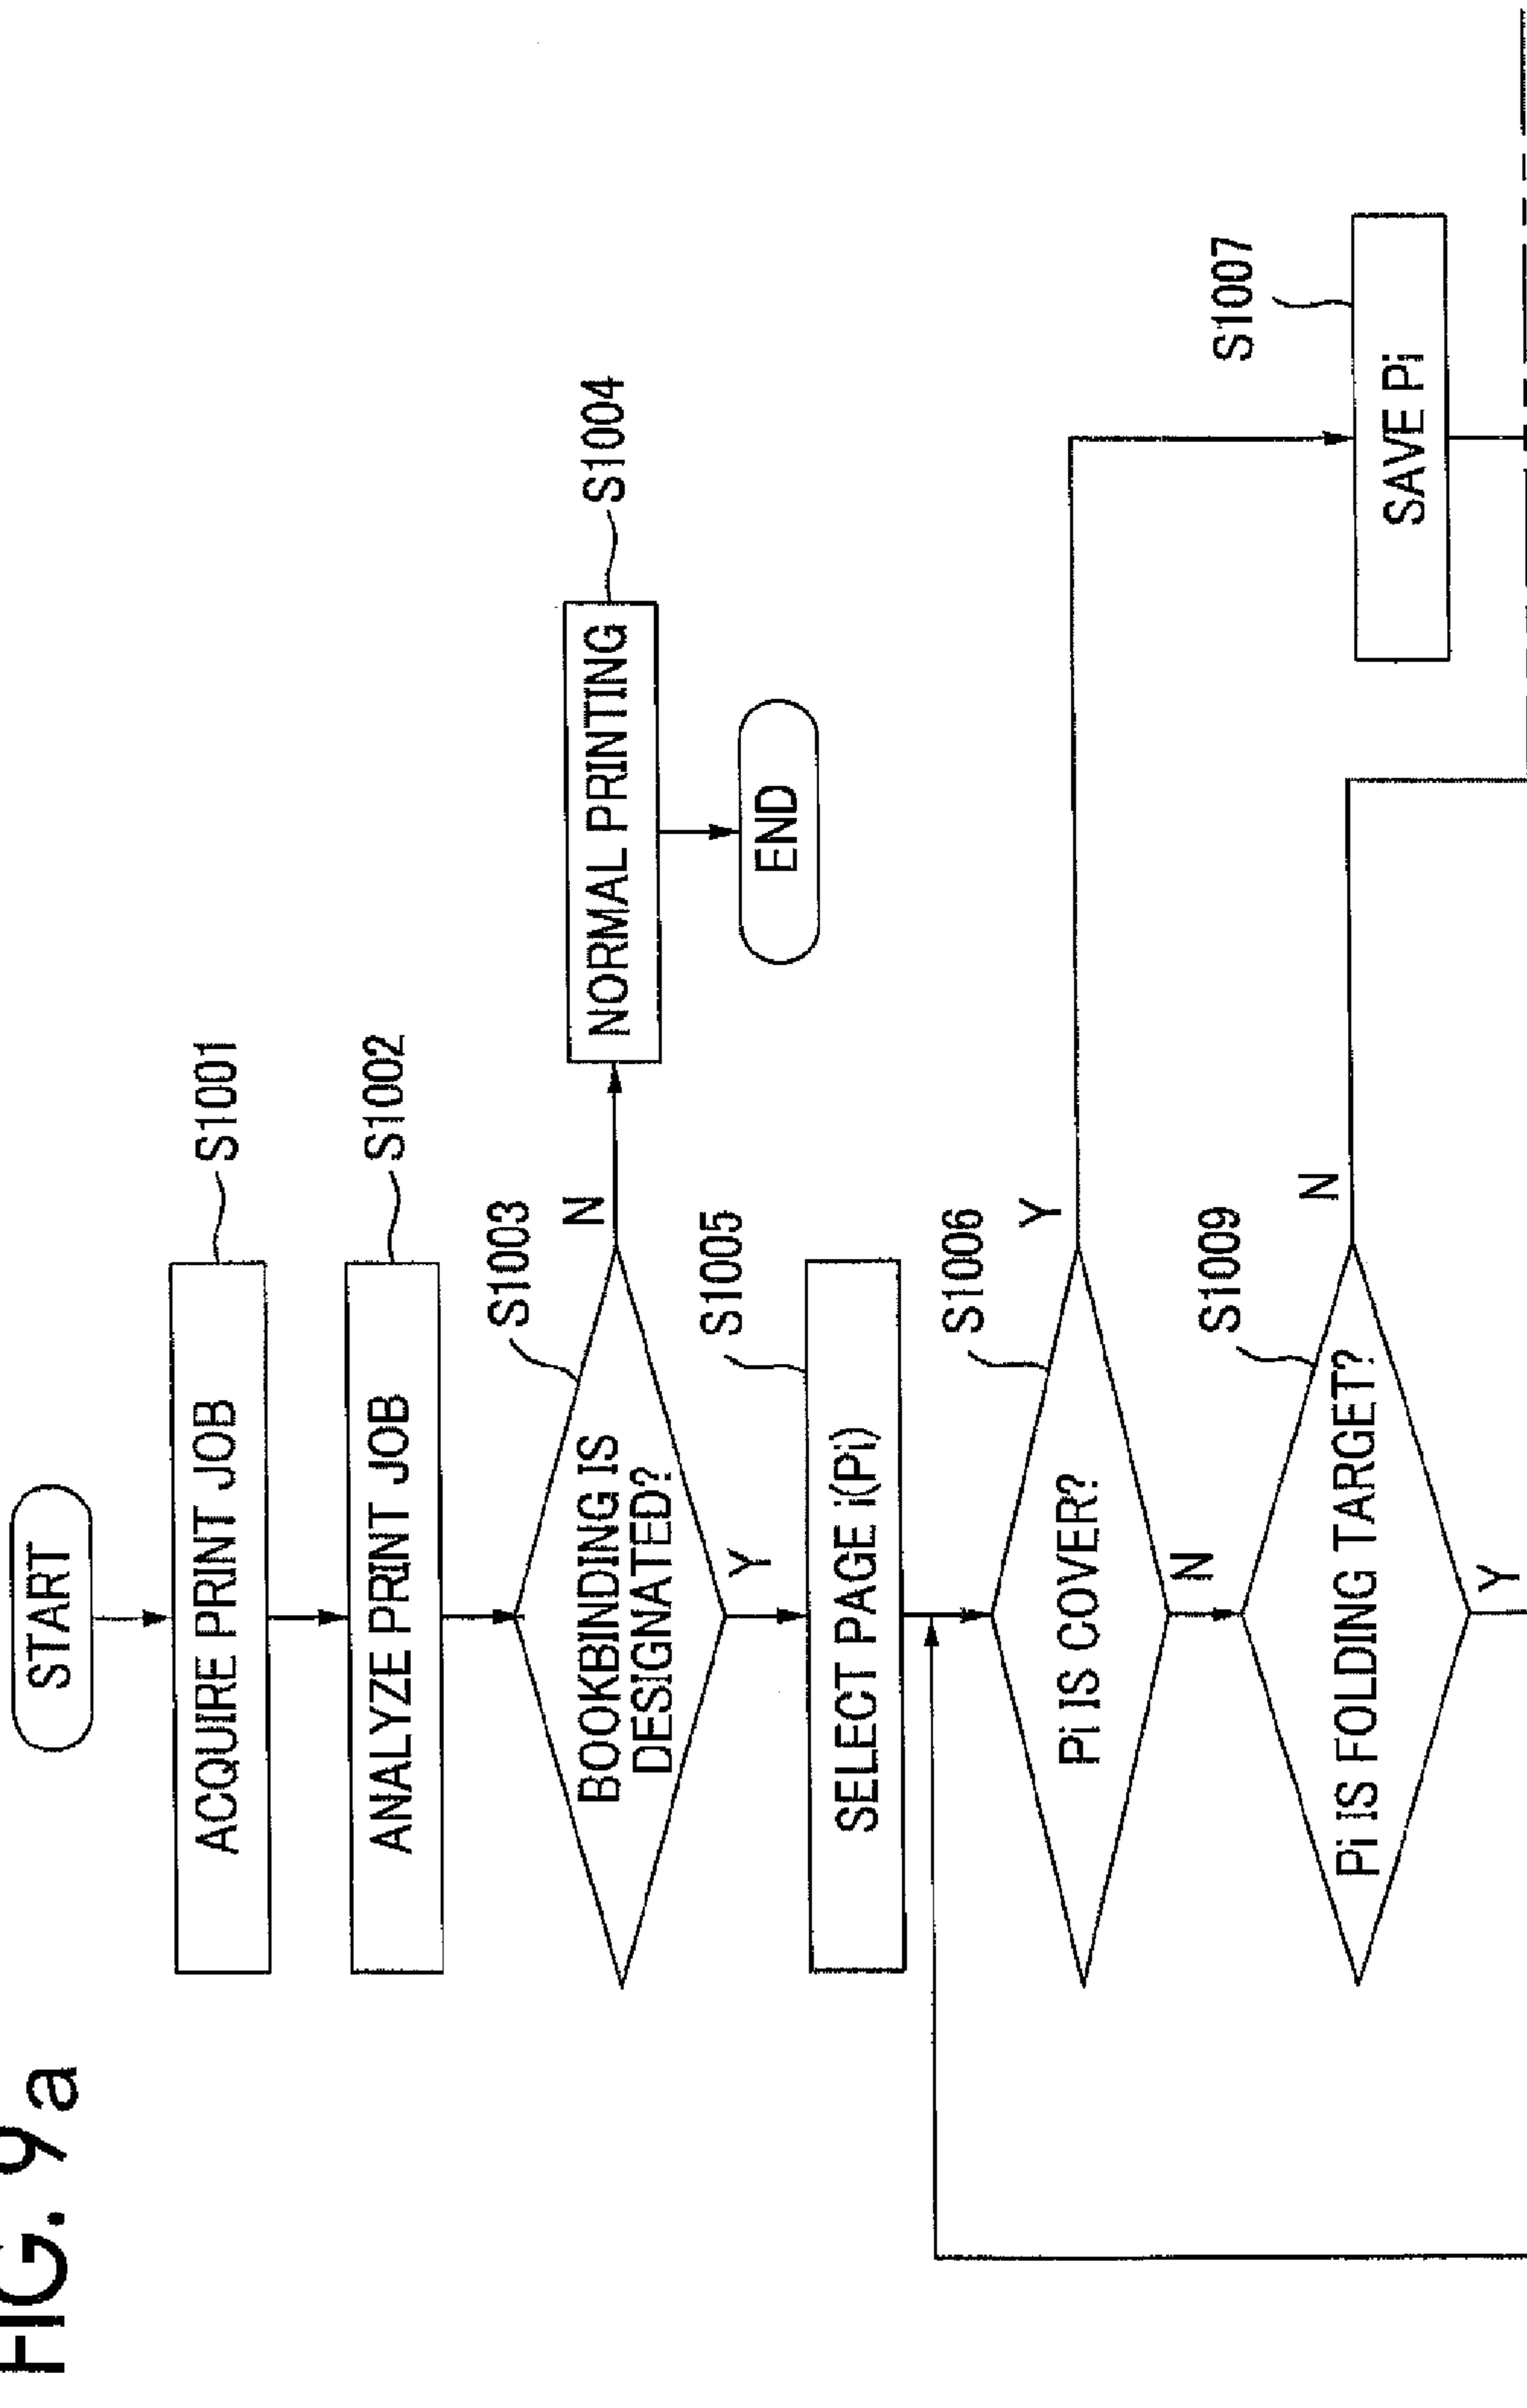 FIG. 9a
START
ACQUIRE PRINT JOB
S1001
ANALYZE PRINT JOB
S1002
BOOKBINDING IS
DESIGNATED?
S1003
N
NORMAL PRINTING
S1004
END
Y
SELECT PAGE i(Pi)
S1005
Pi IS COVER?
S1006
Y
SAVE Pi
S1007
N
Pi IS FOLDING TARGET?
S1009
N
Y